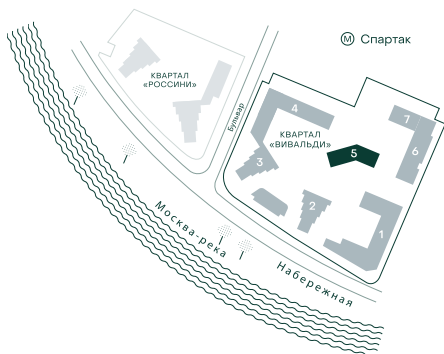 М Спартак
КВАРТАЛ
«РОССИНИ»
Бульвар
4
7
КВАРТАЛ
«ВИВАЛЬДИ»
5
6
3
2
1
Москва-река
Набережная